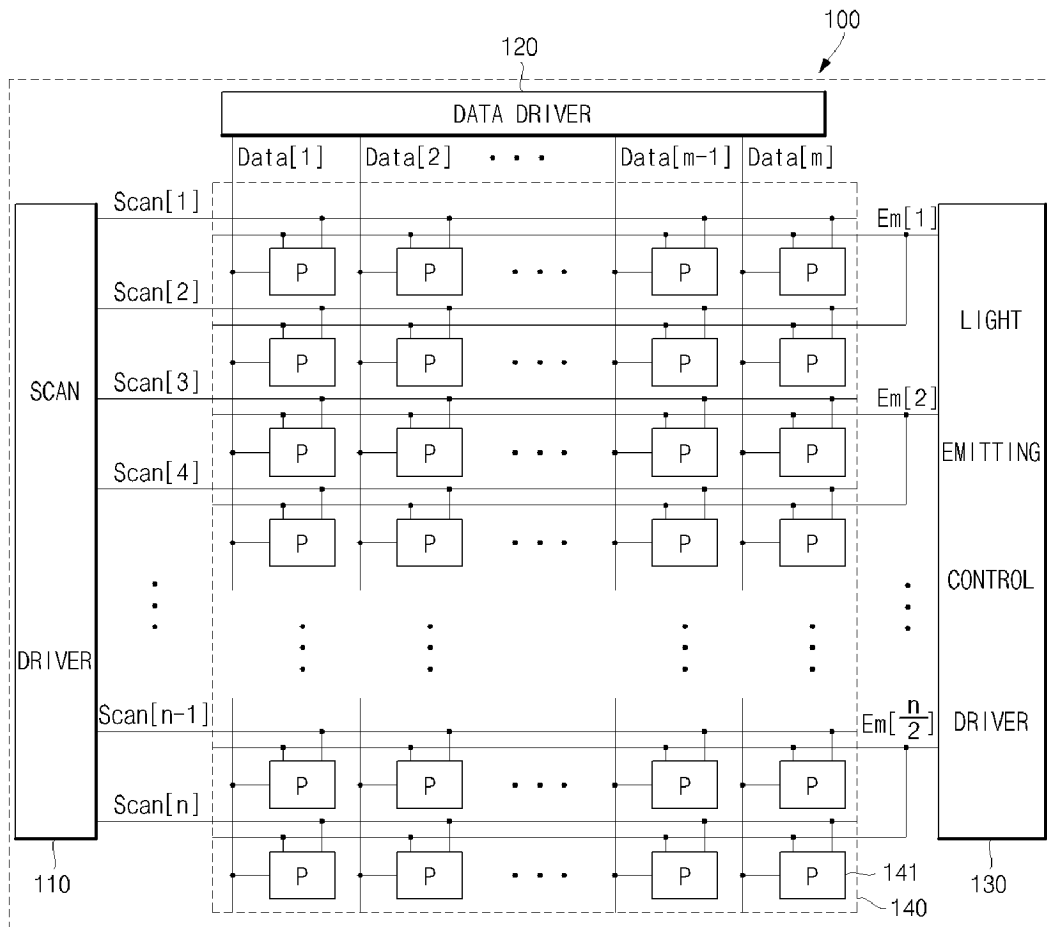 100
120
DATA DRIVER
Data[1] Data[2] • • • Data[m-1] Data[m]
Scan[1]
Em[1]
P P • • • P P
Scan[2]
LIGHT
P P • • • P P
Scan[3]
SCAN
Em[2]
P P • • • P P
EMITTING
Scan[4]
P P • • • P P
CONTROL
DRIVER
Scan[n-1]
Em[n/2]
DRIVER
P P • • • P P
Scan[n]
P P • • • P P
141
110
130
140